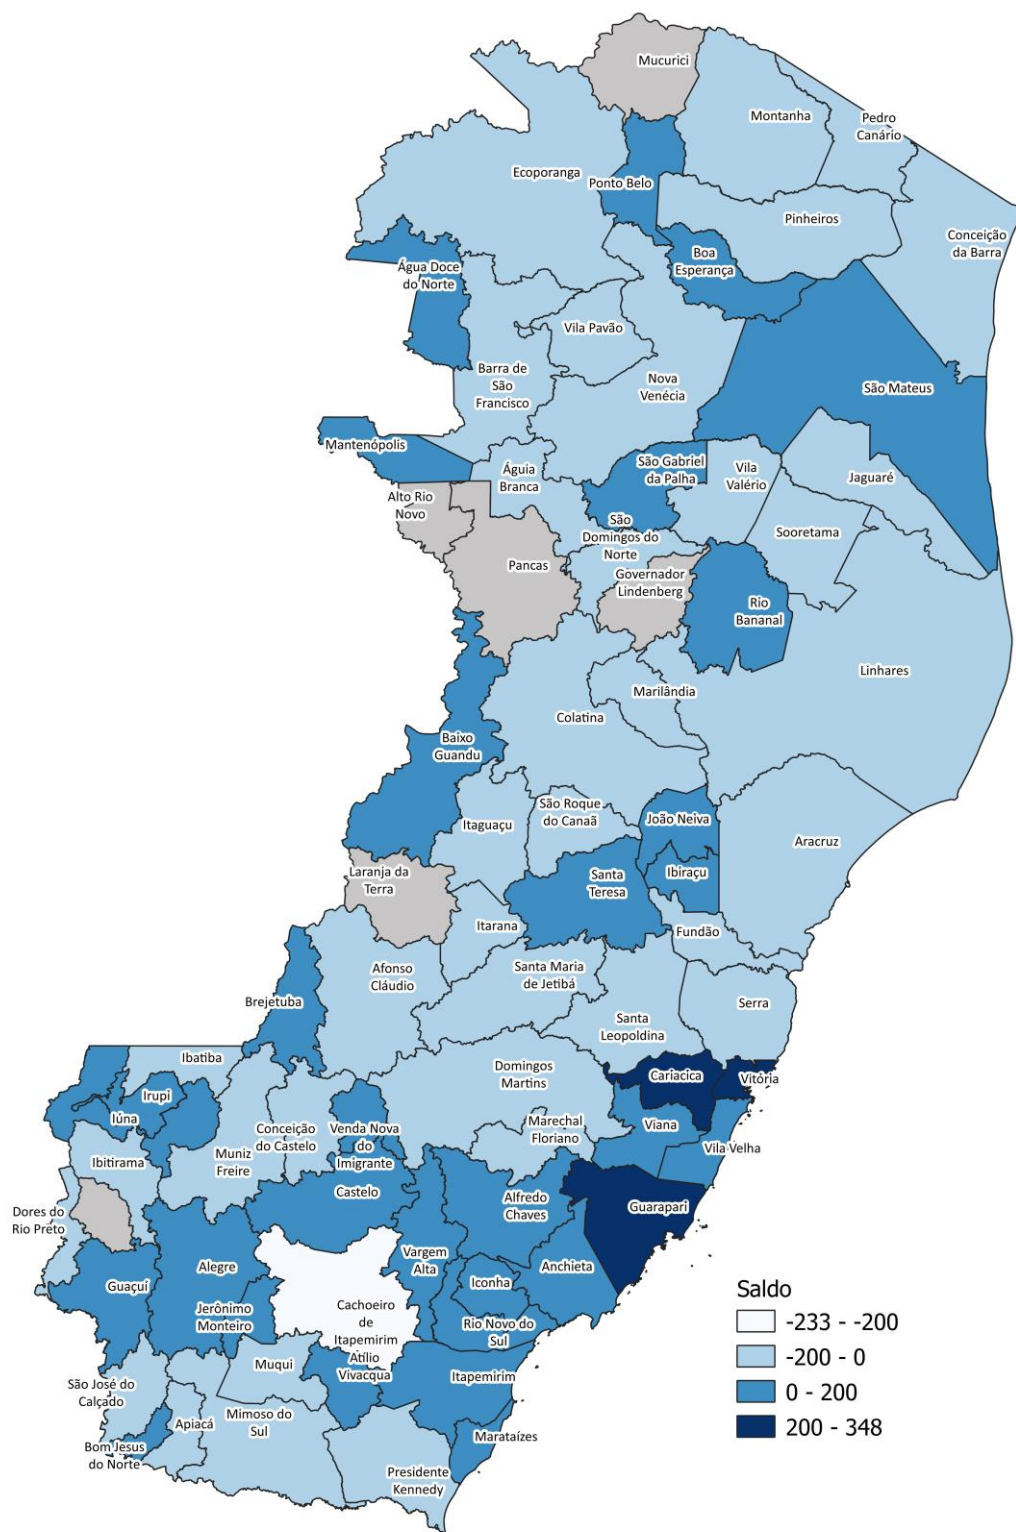 Mucurici
Montanha
Pedro
Canário
Ecoporanga
Ponto Belo
Pinheiros
Conceição
da Barra
Boa
Esperança
Água Doce
do Norte
Vila Pavão
Barra de
São
Francisco
Nova
Venécia
São Mateus
Mantenópolis
Águia
Branca
São Gabriel
da Palha
Vila
Valério
Jaguaré
Alto Rio
Novo
São
Domingos do
Norte
Sooretama
Pancas
Governador
Lindenberg
Rio
Bananal
Linhares
Marilândia
Colatina
Baixo
Guandu
Itaguaçu
São Roque
do Canaã
João Neiva
Aracruz
Laranja da
Terra
Santa
Teresa
Ibiraçu
Itarana
Fundão
Afonso
Cláudio
Santa Maria
de Jetibá
Brejetuba
Serra
Santa
Leopoldina
Ibatiba
Domingos
Martins
Cariacica
Vitória
Irupi
Iúna
Conceição
do Castelo
Venda Nova
do
Imigrante
Marechal
Floriano
Viana
Vila Velha
Ibitirama
Muniz
Freire
Castelo
Alfredo
Chaves
Guarapari
Dores do
Rio Preto
Guaçuí
Alegre
Vargem
Alta
Anchieta
Iconha
Jerônimo
Monteiro
Cachoeiro
de
Itapemirim
Rio Novo do
Sul
Atílio
Vivacqua
Muqui
Itapemirim
São José do
Calçado
Apiacá
Mimoso do
Sul
Marataízes
Bom Jesus
do Norte
Presidente
Kennedy
Saldo
-233 - -200
-200 - 0
0 - 200
200 - 348